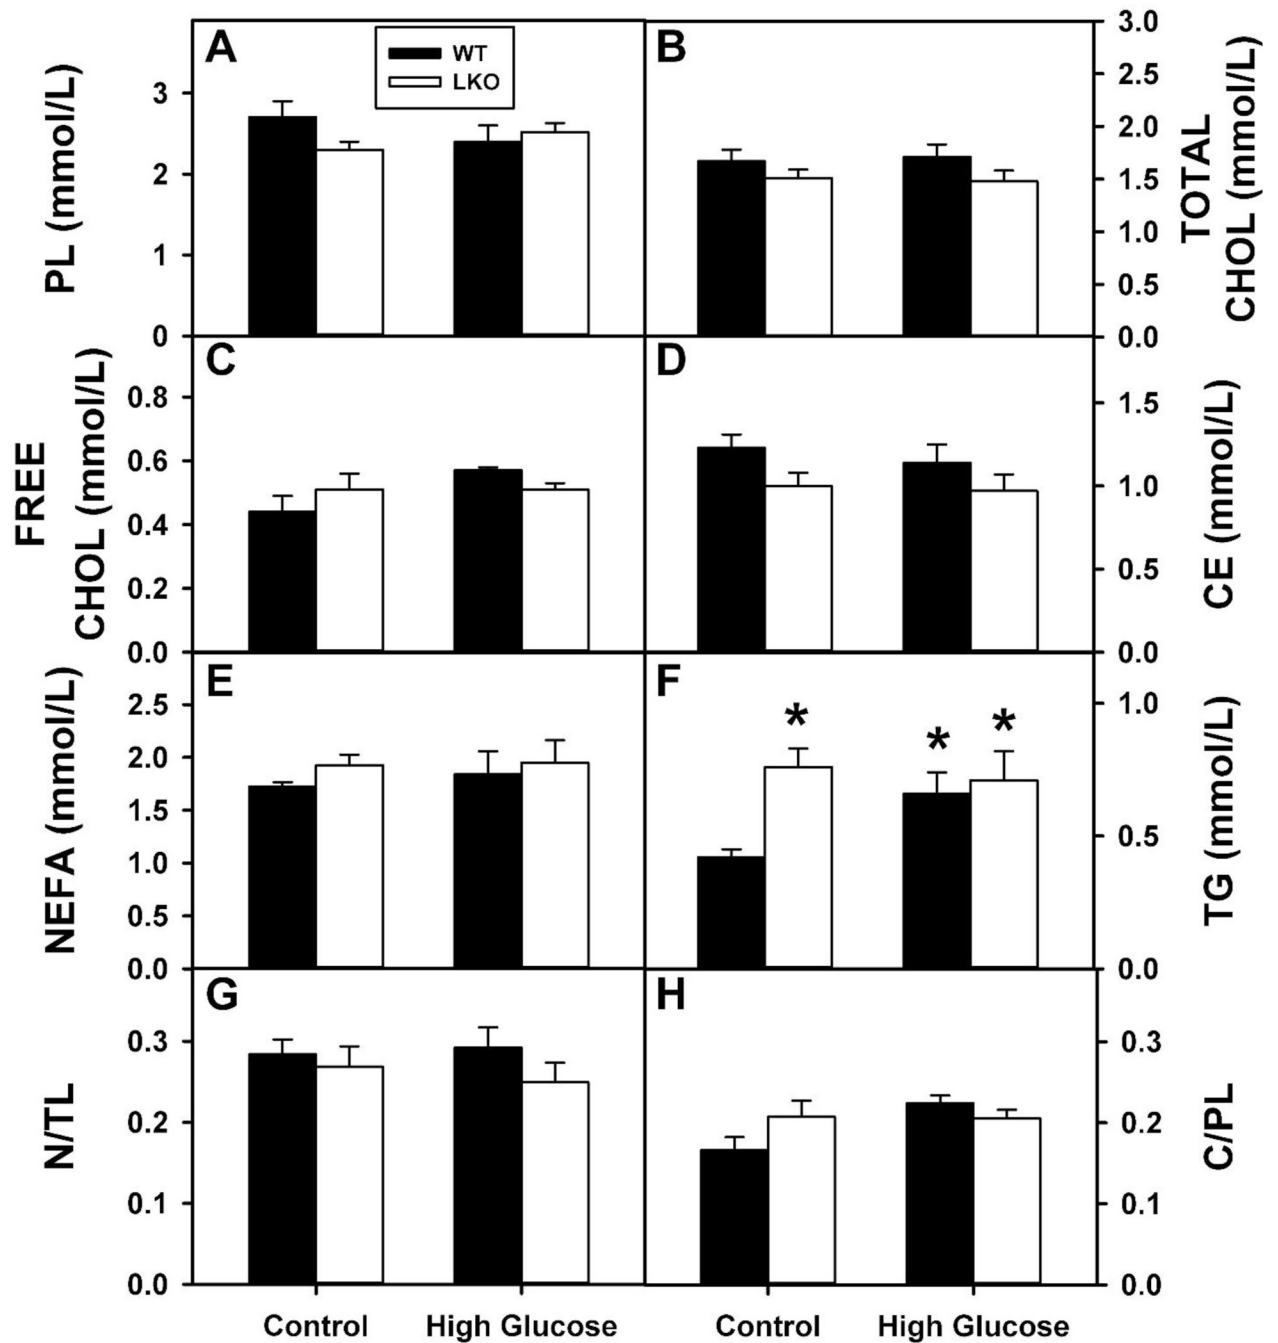 A
WT
LKO
PL (mmol/L)
3
2
1
0
B
3.0
2.5
2.0
1.5
1.0
0.5
0.0
TOTAL
CHOL (mmol/L)
C
FREE
CHOL (mmol/L)
0.8
0.6
0.4
0.2
0.0
D
1.5
1.0
0.5
0.0
CE (mmol/L)
E
NEFA (mmol/L)
2.5
2.0
1.5
1.0
0.5
0.0
F
*
*
*
1.0
0.5
0.0
TG (mmol/L)
G
N/TL
0.3
0.2
0.1
0.0
H
0.3
0.2
0.1
0.0
C/PL
Control
High Glucose
Control
High Glucose